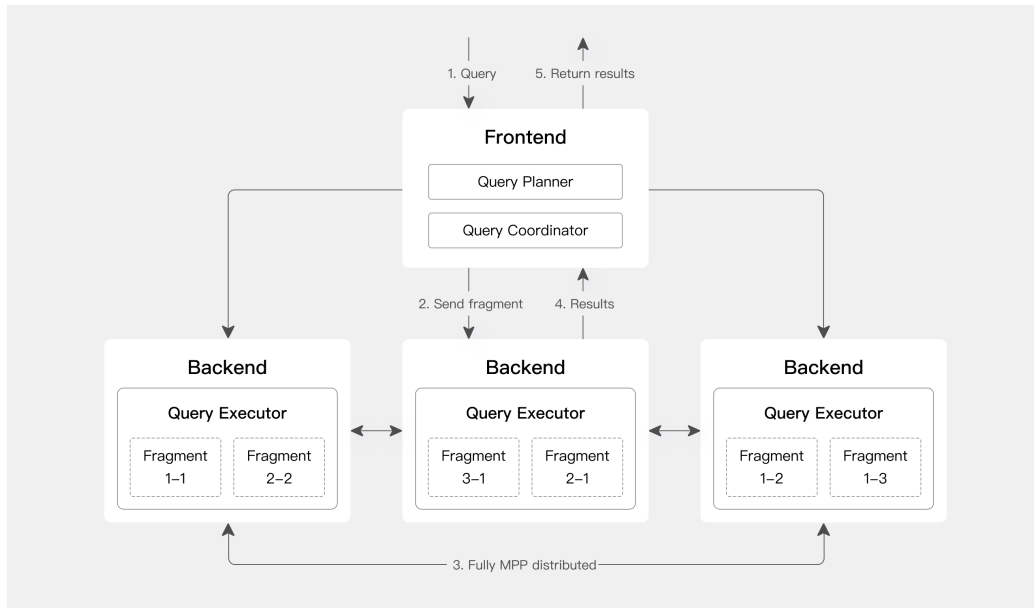 1. Query
5. Return results
Frontend
Query Planner
Query Coordinator
2. Send fragment
4. Results
Backend
Query Executor
Fragment
1–1
Fragment
2–2
Backend
Query Executor
Fragment
3–1
Fragment
2–1
Backend
Query Executor
Fragment
1–2
Fragment
1–3
3. Fully MPP distributed